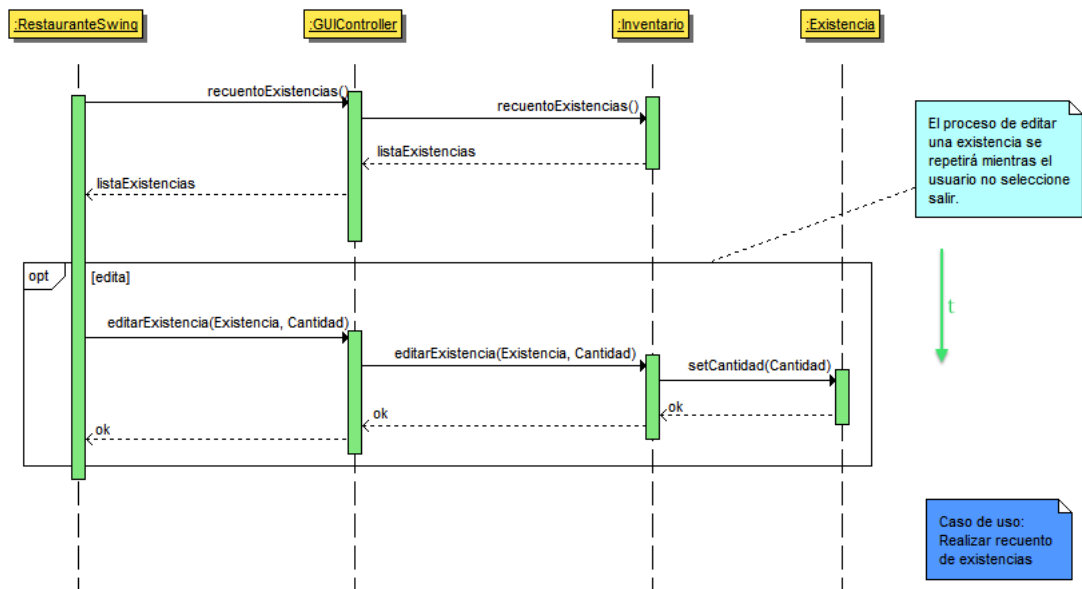 :RestauranteSwing
:GUIController
:Inventario
:Existencia
recuentoExistencias()
recuentoExistencias()
listaExistencias
listaExistencias
El proceso de editar
una existencia se
repetirá mientras el
usuario no seleccione
salir.
opt
[edita]
t
editarExistencia(Existencia, Cantidad)
editarExistencia(Existencia, Cantidad)
setCantidad(Cantidad)
ok
ok
ok
Caso de uso:
Realizar recuento
de existencias